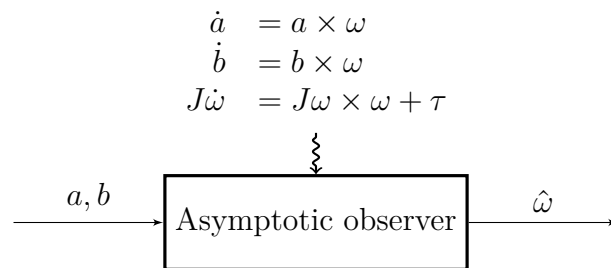 ȧ = a × ω
ḃ = b × ω
Jω̇ = Jω × ω + τ
a, b
Asymptotic observer
ω̂